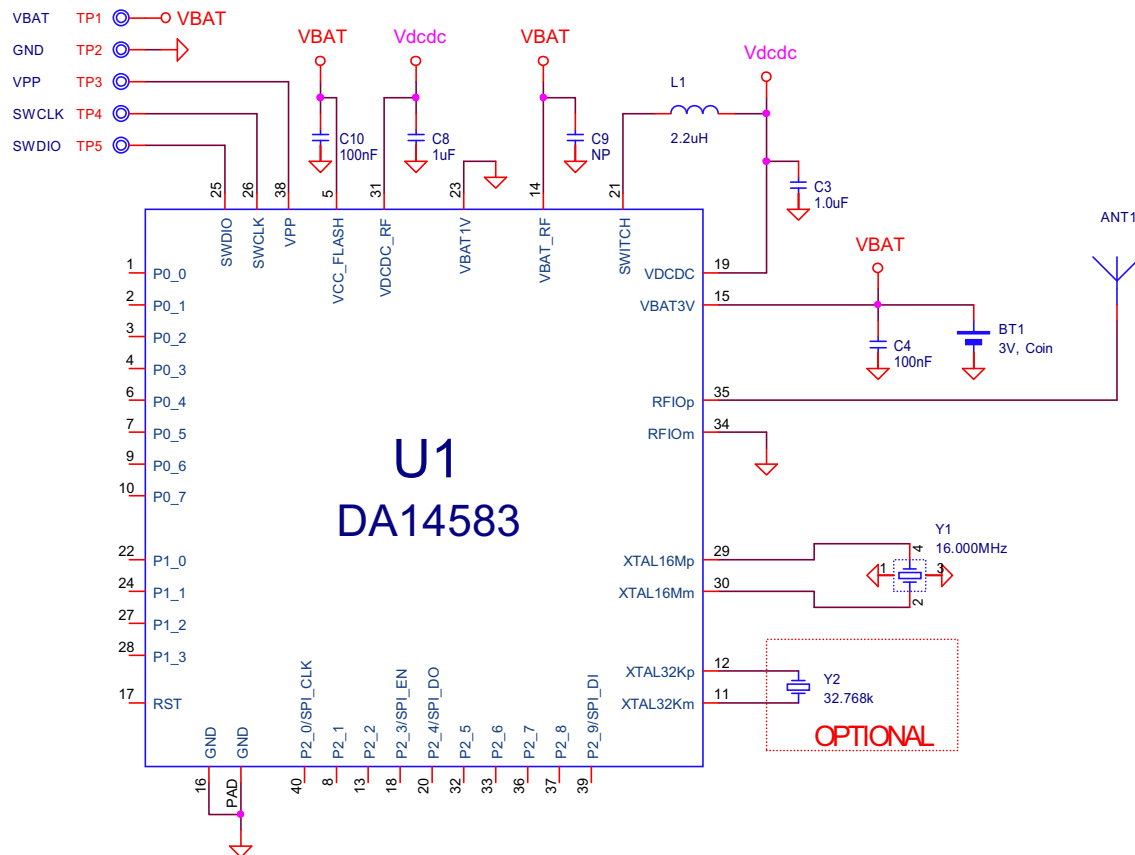 VBAT TP1 VBAT
GND TP2
VPP TP3
SWCLK TP4
SWDIO TP5
VBAT
Vdcdc
VBAT
Vdcdc
C10
100nF
C8
1uF
C9
NP
L1
2.2uH
C3
1.0uF
ANT1
25
26
38
5
31
23
14
21
SWDIO
SWCLK
VPP
VCC_FLASH
VDCDC_RF
VBAT1V
VBAT_RF
SWITCH
1 P0_0
2 P0_1
3 P0_2
4 P0_3
6 P0_4
7 P0_5
9 P0_6
10 P0_7
22 P1_0
24 P1_1
27 P1_2
28 P1_3
17 RST
U1
DA14583
VDCDC 19
VBAT3V 15
RFIOp 35
RFIOm 34
XTAL16Mp 29
XTAL16Mm 30
XTAL32Kp 12
XTAL32Km 11
VBAT
C4
100nF
BT1
3V, Coin
Y1
16.000MHz
4
1
3
2
Y2
32.768k
OPTIONAL
GND
GND
P2_0/SPI_CLK
P2_1
P2_2
P2_3/SPI_EN
P2_4/SPI_DO
P2_5
P2_6
P2_7
P2_8
P2_9/SPI_DI
16
PAD
40
8
13
18
20
32
33
36
37
39